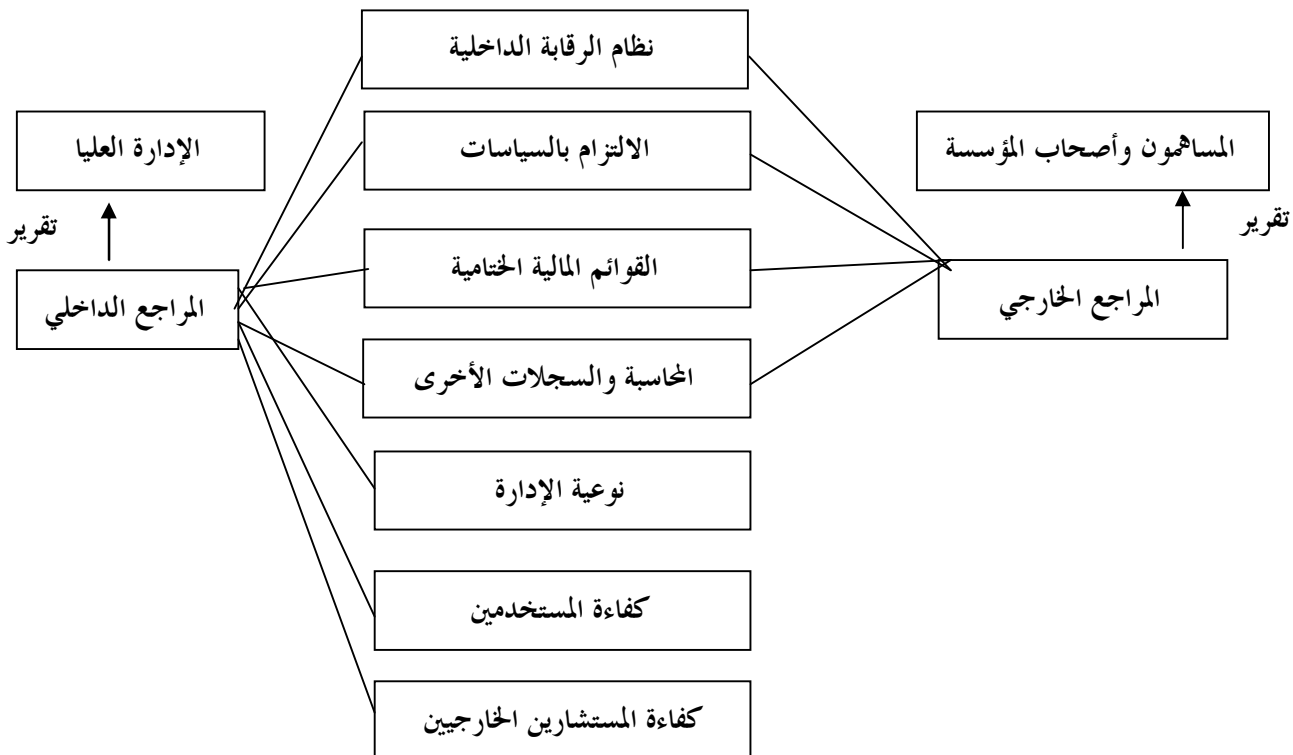 نظام الرقابة الداخلية
المساهمون وأصحاب المؤسسة
الالتزام بالسياسات
الإدارة العليا
تقرير
تقرير
المراجع الخارجي
القوائم المالية الختامية
المراجع الداخلي
المحاسبة والسجلات الأخرى
نوعية الإدارة
كفاءة المستخدمين
كفاءة المستشارين الخارجيين